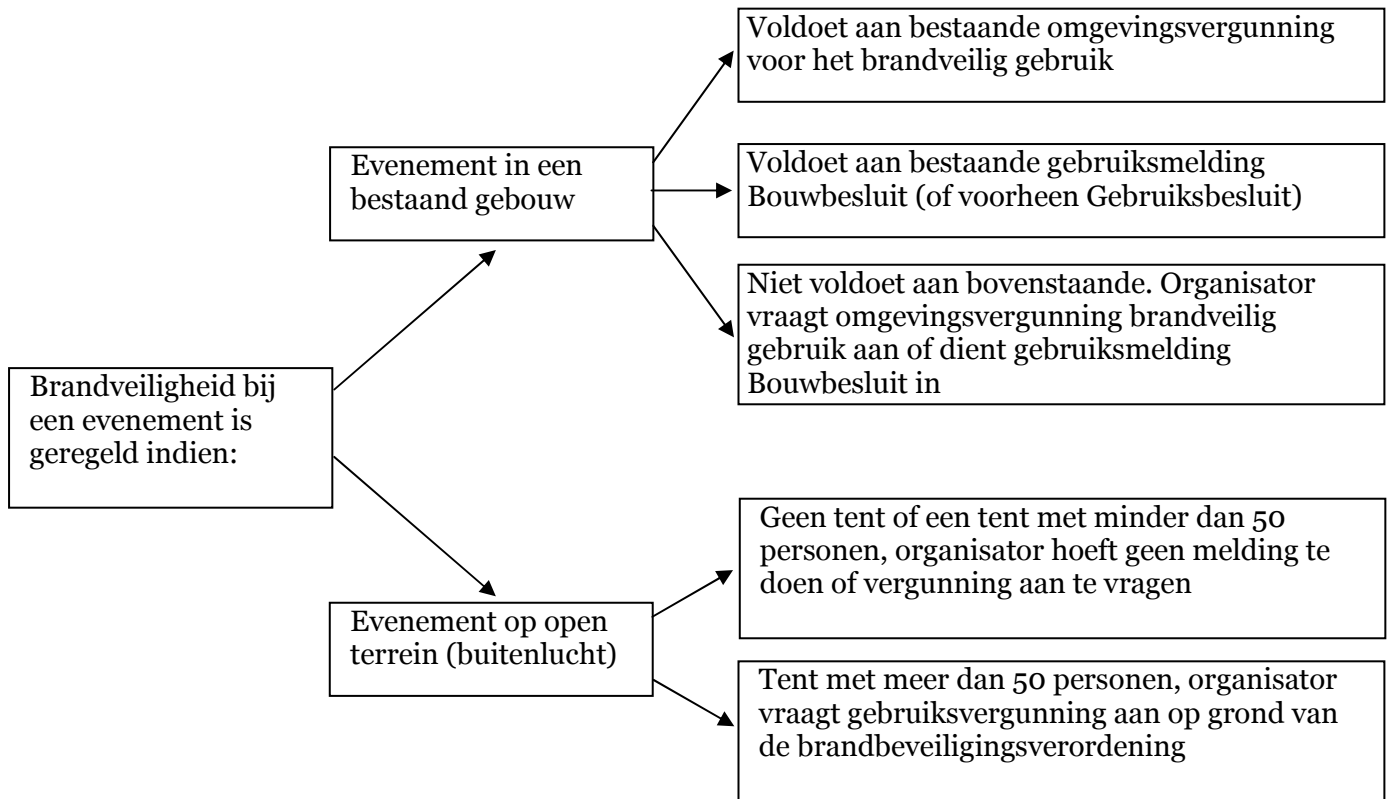 Voldoet aan bestaande omgevingsvergunning
voor het brandveilig gebruik
Evenement in een
bestaand gebouw
Voldoet aan bestaande gebruiksmelding
Bouwbesluit (of voorheen Gebruiksbesluit)
Niet voldoet aan bovenstaande. Organisator
vraagt omgevingsvergunning brandveilig
gebruik aan of dient gebruiksmelding
Bouwbesluit in
Brandveiligheid bij
een evenement is
geregeld indien:
Geen tent of een tent met minder dan 50
personen, organisator hoeft geen melding te
doen of vergunning aan te vragen
Evenement op open
terrein (buitenlucht)
Tent met meer dan 50 personen, organisator
vraagt gebruiksvergunning aan op grond van
de brandbeveiligingsverordening